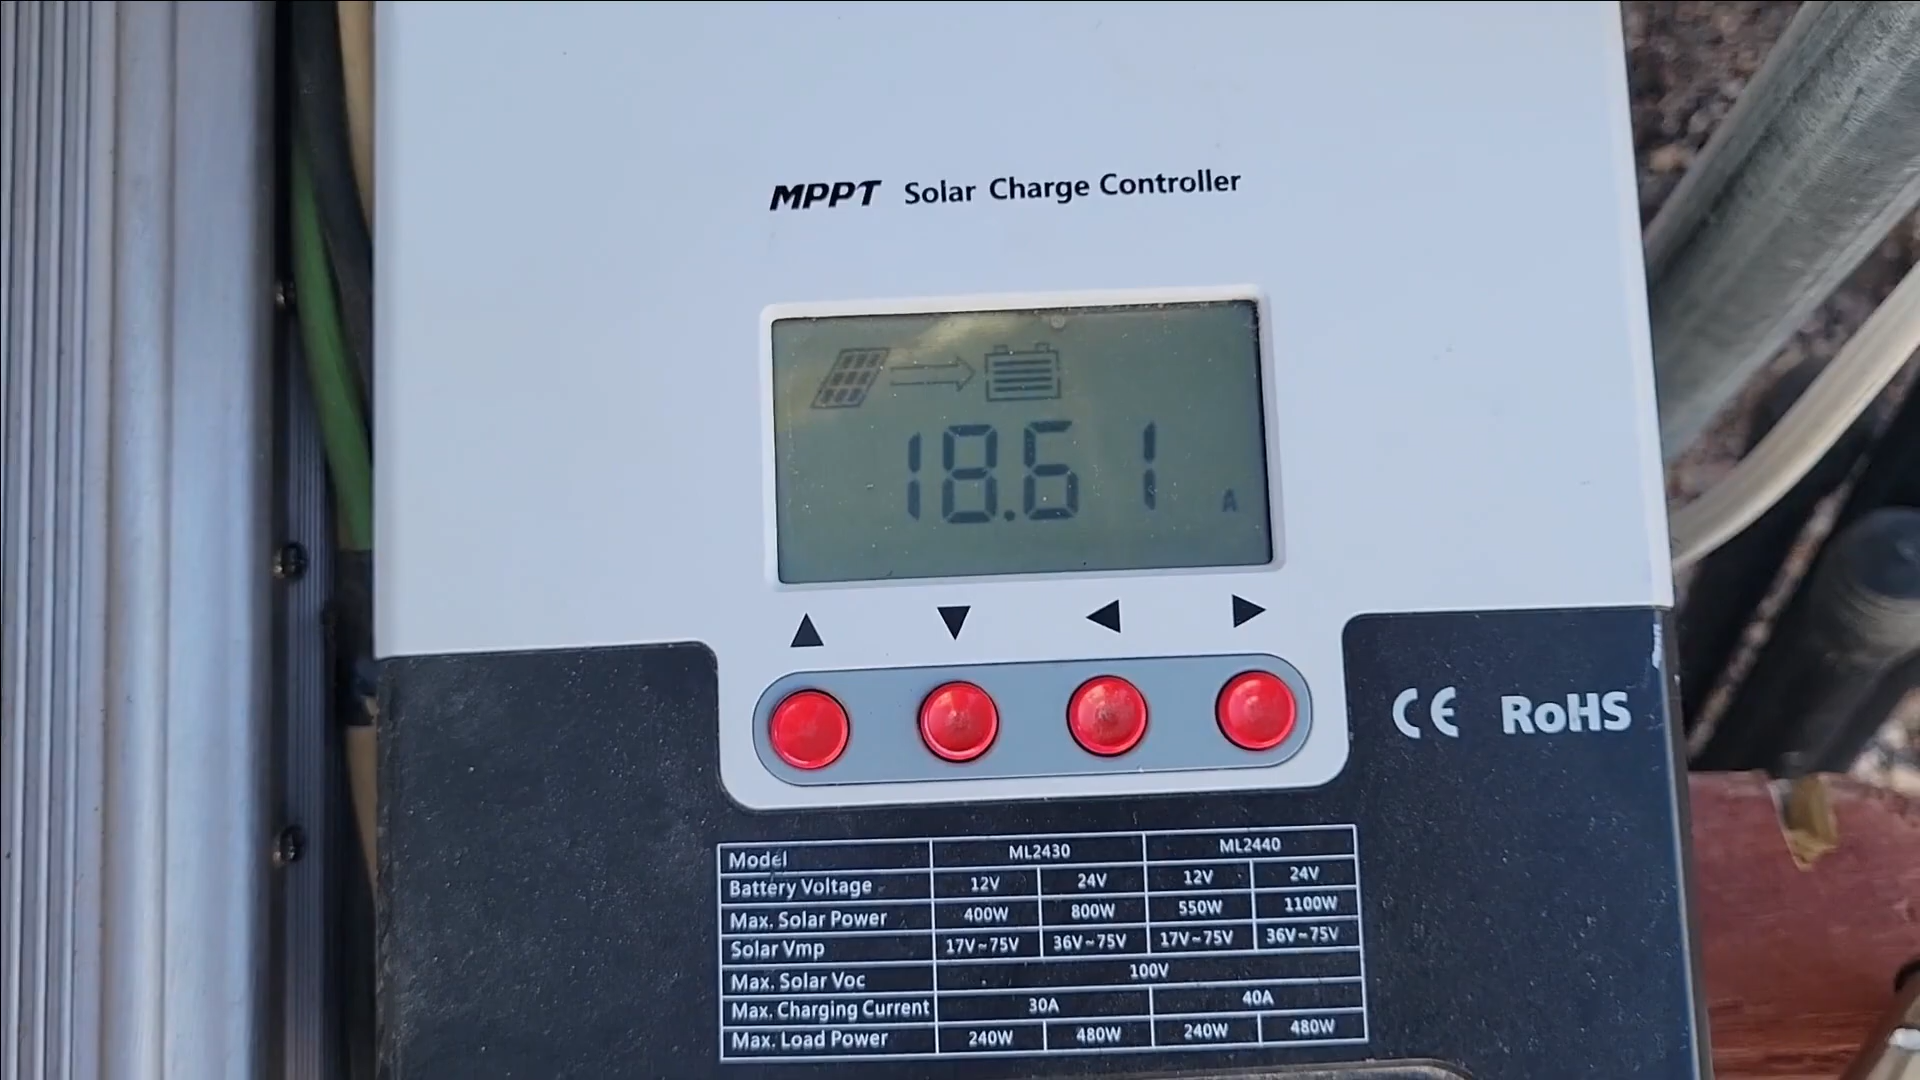 MPPT Solar Charge Controller
18.61 A
▲ ▼ ◀ ▶
CE RoHS
Model ML2430 ML2440
Battery Voltage 12V 24V 12V 24V
Max. Solar Power 400W 800W 550W 1100W
Solar Vmp 17V~75V 36V~75V 17V~75V 36V~75V
Max. Solar Voc 100V
Max. Charging Current 30A 40A
Max. Load Power 240W 480W 240W 480W